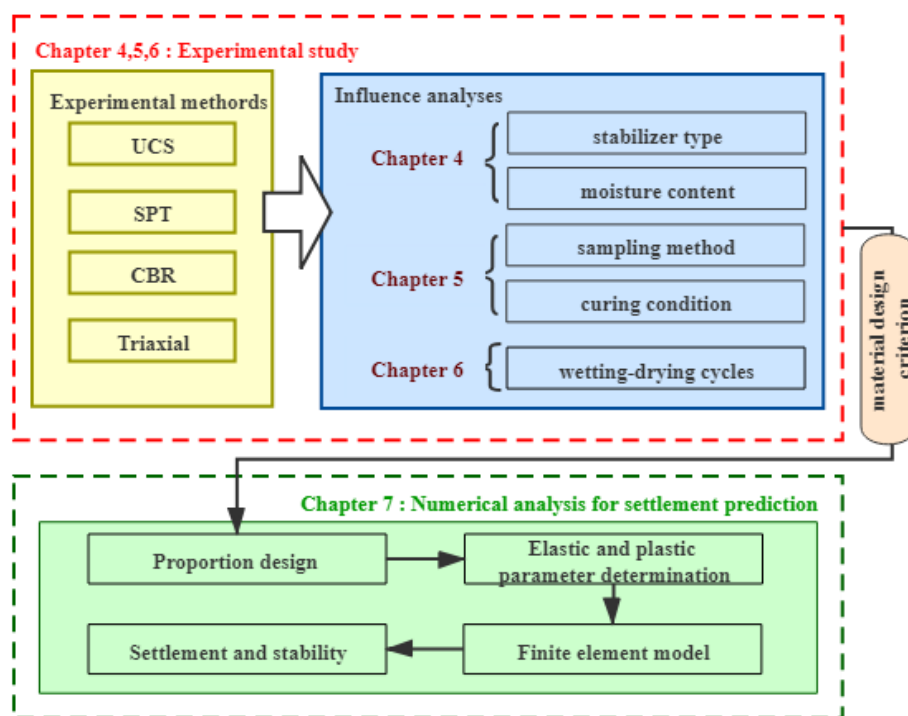 Chapter 4,5,6 : Experimental study
Experimental methords
UCS
SPT
CBR
Triaxial
Influence analyses
Chapter 4
stabilizer type
moisture content
Chapter 5
sampling method
curing condition
Chapter 6
wetting-drying cycles
material design
criterion
Chapter 7 : Numerical analysis for settlement prediction
Proportion design
Elastic and plastic
parameter determination
Settlement and stability
Finite element model